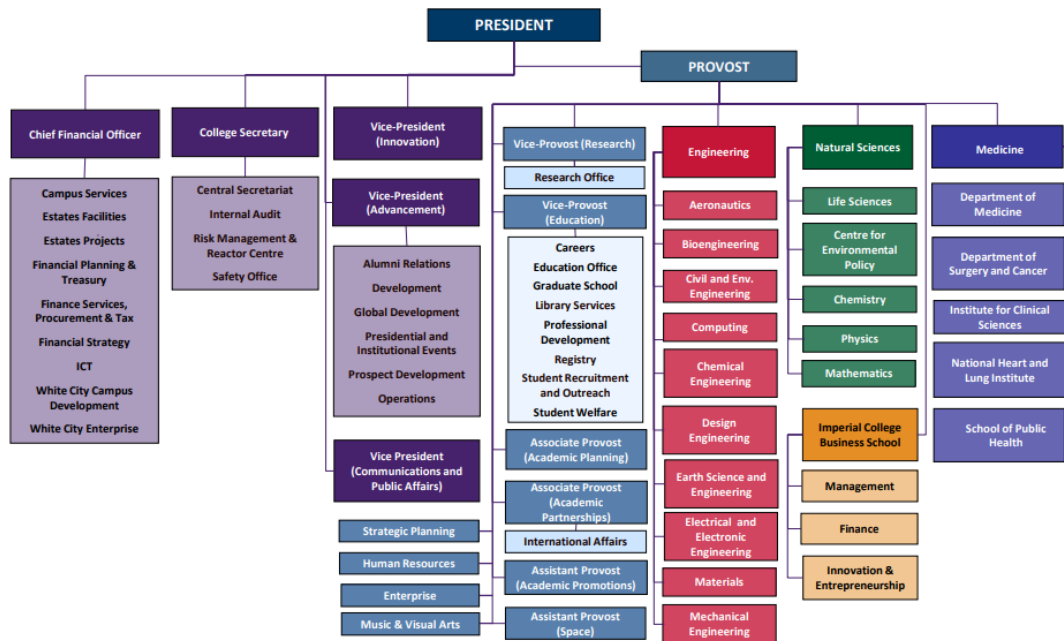 PRESIDENT
PROVOST
Chief Financial Officer
Campus Services
Estates Facilities
Estates Projects
Financial Planning &
Treasury
Finance Services,
Procurement & Tax
Financial Strategy
ICT
White City Campus
Development
White City Enterprise
College Secretary
Central Secretariat
Internal Audit
Risk Management &
Reactor Centre
Safety Office
Vice-President
(Innovation)
Vice-President
(Advancement)
Alumni Relations
Development
Global Development
Presidential and
Institutional Events
Prospect Development
Operations
Vice President
(Communications and
Public Affairs)
Strategic Planning
Human Resources
Enterprise
Music & Visual Arts
Vice-Provost (Research)
Research Office
Vice-Provost
(Education)
Careers
Education Office
Graduate School
Library Services
Professional
Development
Registry
Student Recruitment
and Outreach
Student Welfare
Associate Provost
(Academic Planning)
Associate Provost
(Academic
Partnerships)
International Affairs
Assistant Provost
(Academic Promotions)
Assistant Provost
(Space)
Engineering
Aeronautics
Bioengineering
Civil and Env.
Engineering
Computing
Chemical
Engineering
Design
Engineering
Earth Science and
Engineering
Electrical and
Electronic
Engineering
Materials
Mechanical
Engineering
Natural Sciences
Life Sciences
Centre for
Environmental
Policy
Chemistry
Physics
Mathematics
Imperial College
Business School
Management
Finance
Innovation &
Entrepreneurship
Medicine
Department of
Medicine
Department of
Surgery and Cancer
Institute for Clinical
Sciences
National Heart and
Lung Institute
School of Public
Health